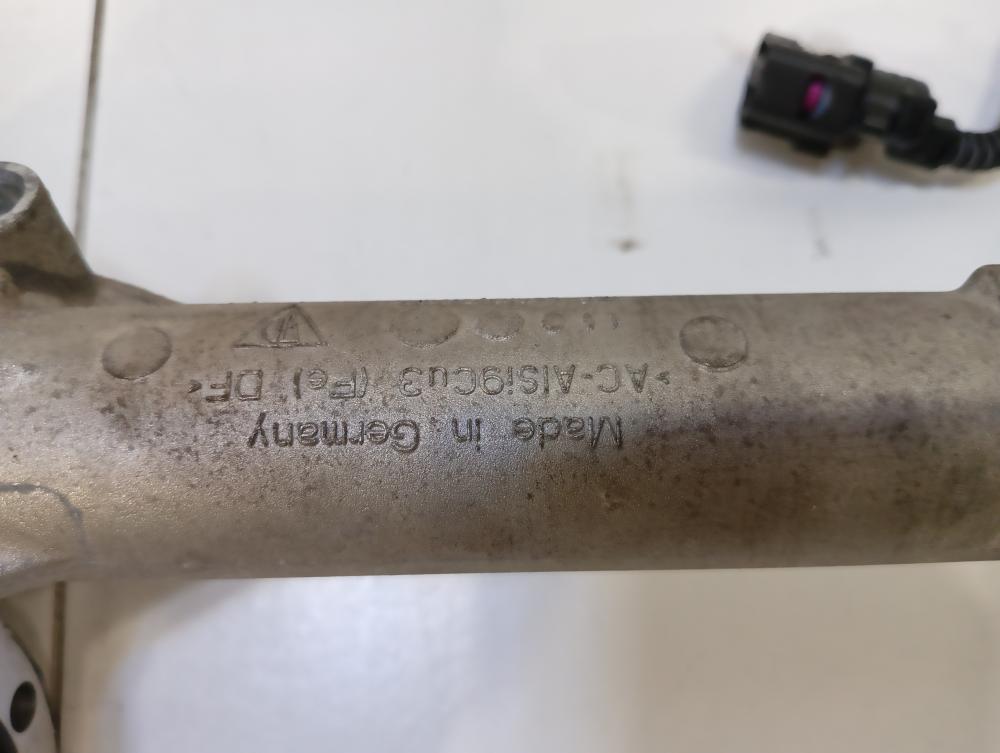 Made in Germany
>AC-AlSi9Cu3 (Fe) DF<